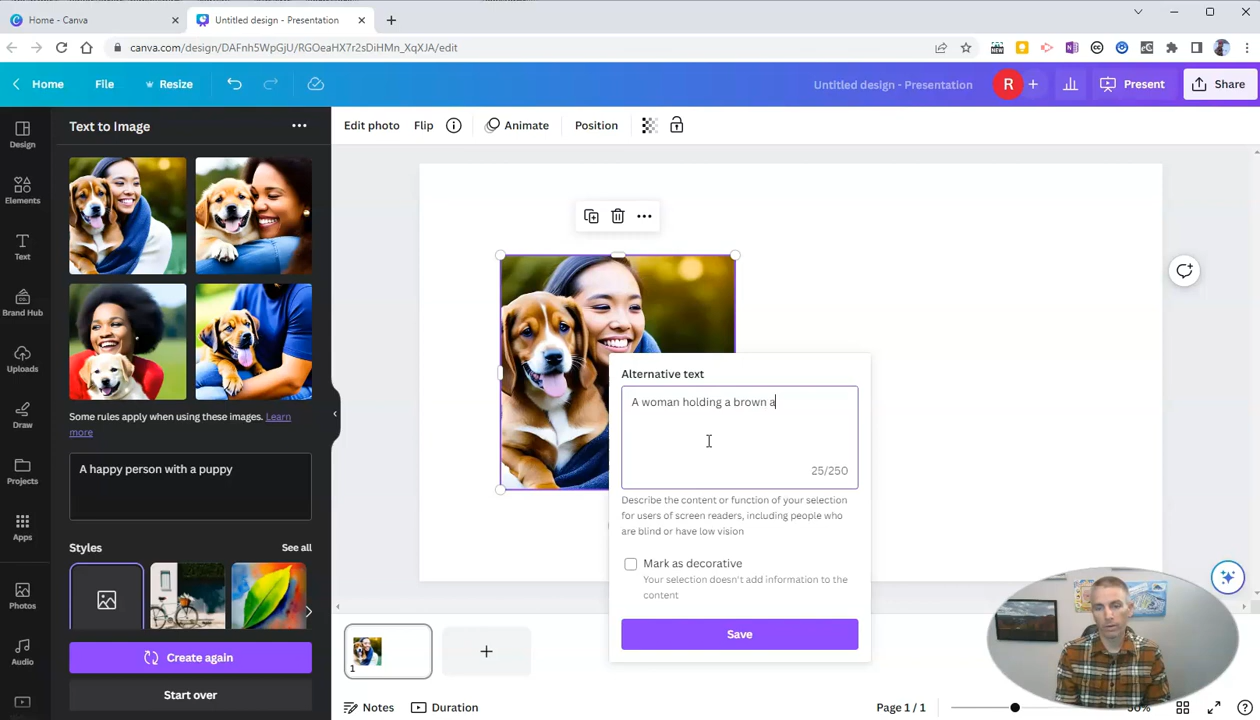 Home - Canva
Untitled design - Presentation
canva.com/design/DAFnh5WpGjU/RGOeaHX7r2sDiHMn_XqXJA/edit
Home
File
Resize
Untitled design - Presentation
R
Present
Share
Design
Elements
Text
Brand Hub
Uploads
Draw
Projects
Apps
Photos
Audio
Text to Image
Some rules apply when using these images. Learn
more
A happy person with a puppy
Styles
See all
Create again
Start over
Edit photo
Flip
Animate
Position
Alternative text
A woman holding a brown a
25/250
Describe the content or function of your selection
for users of screen readers, including people who
are blind or have low vision
Mark as decorative
Your selection doesn't add information to the
content
Save
1
Notes
Duration
Page 1 / 1